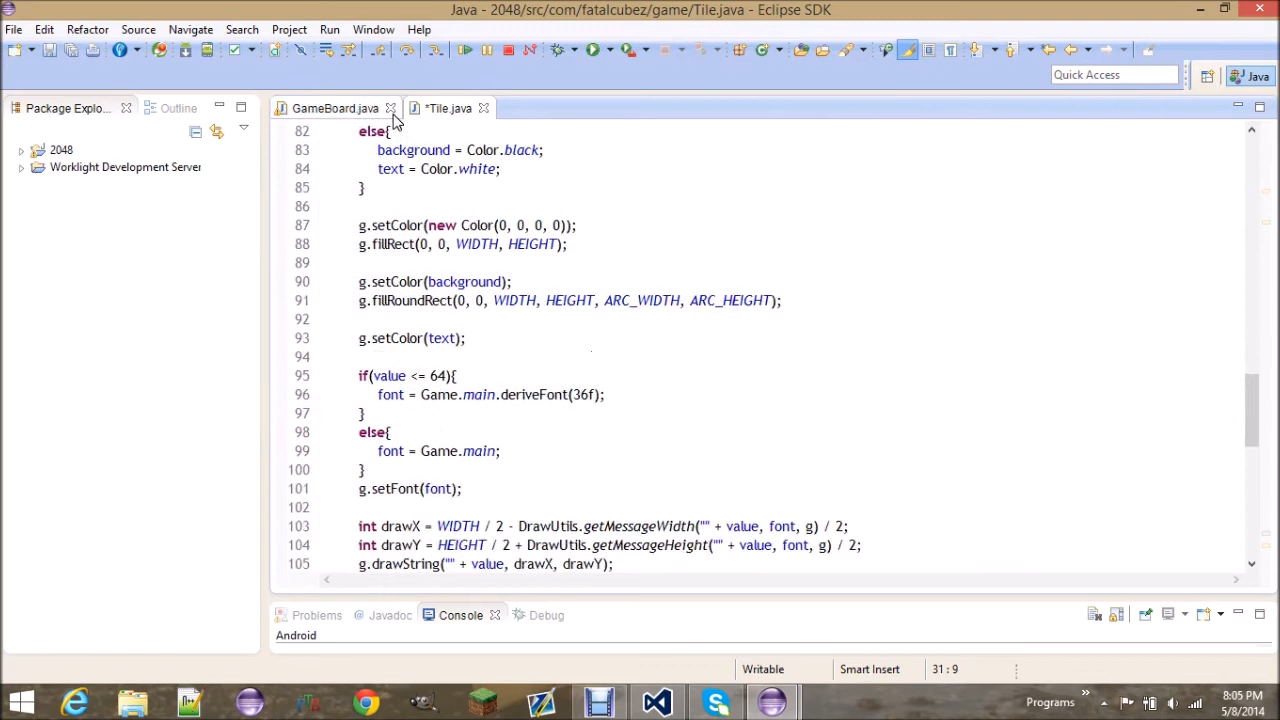 Java - 2048/src/com/fatalcubez/game/Tile.java - Eclipse SDK
File Edit Refactor Source Navigate Search Project Run Window Help
Quick Access
Java
Package Explo...
Outline
GameBoard.java
*Tile.java
2048
Worklight Development Server
82 else{
83 background = Color.black;
84 text = Color.white;
85 }
86
87 g.setColor(new Color(0, 0, 0, 0));
88 g.fillRect(0, 0, WIDTH, HEIGHT);
89
90 g.setColor(background);
91 g.fillRoundRect(0, 0, WIDTH, HEIGHT, ARC_WIDTH, ARC_HEIGHT);
92
93 g.setColor(text);
94
95 if(value <= 64){
96 font = Game.main.deriveFont(36f);
97 }
98 else{
99 font = Game.main;
100 }
101 g.setFont(font);
102
103 int drawX = WIDTH / 2 - DrawUtils.getMessageWidth("" + value, font, g) / 2;
104 int drawY = HEIGHT / 2 + DrawUtils.getMessageHeight("" + value, font, g) / 2;
105 g.drawString("" + value, drawX, drawY);
Problems @ Javadoc Console Debug
Android
Writable Smart Insert 31 : 9
Programs
8:05 PM
5/8/2014